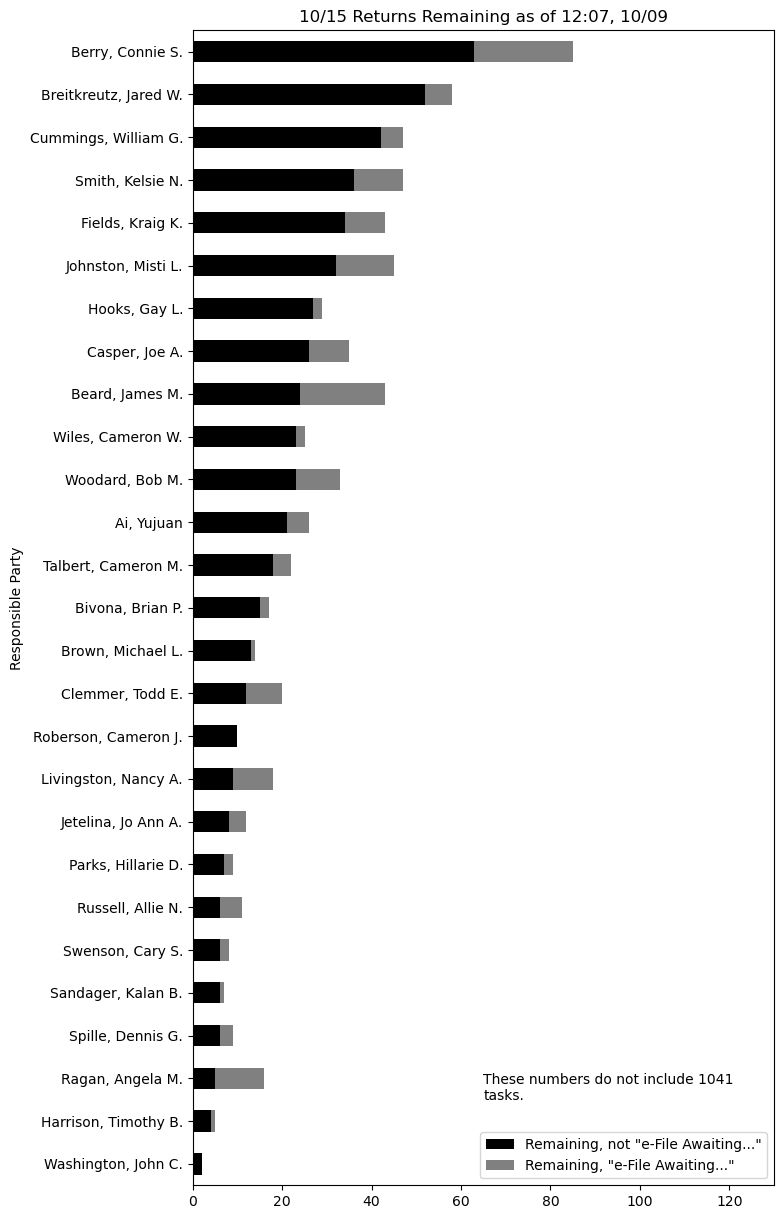 10/15 Returns Remaining as of 12:07, 10/09
Responsible Party
Berry, Connie S.
Breitkreutz, Jared W.
Cummings, William G.
Smith, Kelsie N.
Fields, Kraig K.
Johnston, Misti L.
Hooks, Gay L.
Casper, Joe A.
Beard, James M.
Wiles, Cameron W.
Woodard, Bob M.
Ai, Yujuan
Talbert, Cameron M.
Bivona, Brian P.
Brown, Michael L.
Clemmer, Todd E.
Roberson, Cameron J.
Livingston, Nancy A.
Jetelina, Jo Ann A.
Parks, Hillarie D.
Russell, Allie N.
Swenson, Cary S.
Sandager, Kalan B.
Spille, Dennis G.
Ragan, Angela M.
Harrison, Timothy B.
Washington, John C.
These numbers do not include 1041
tasks.
Remaining, not "e-File Awaiting..."
Remaining, "e-File Awaiting..."
0 20 40 60 80 100 120